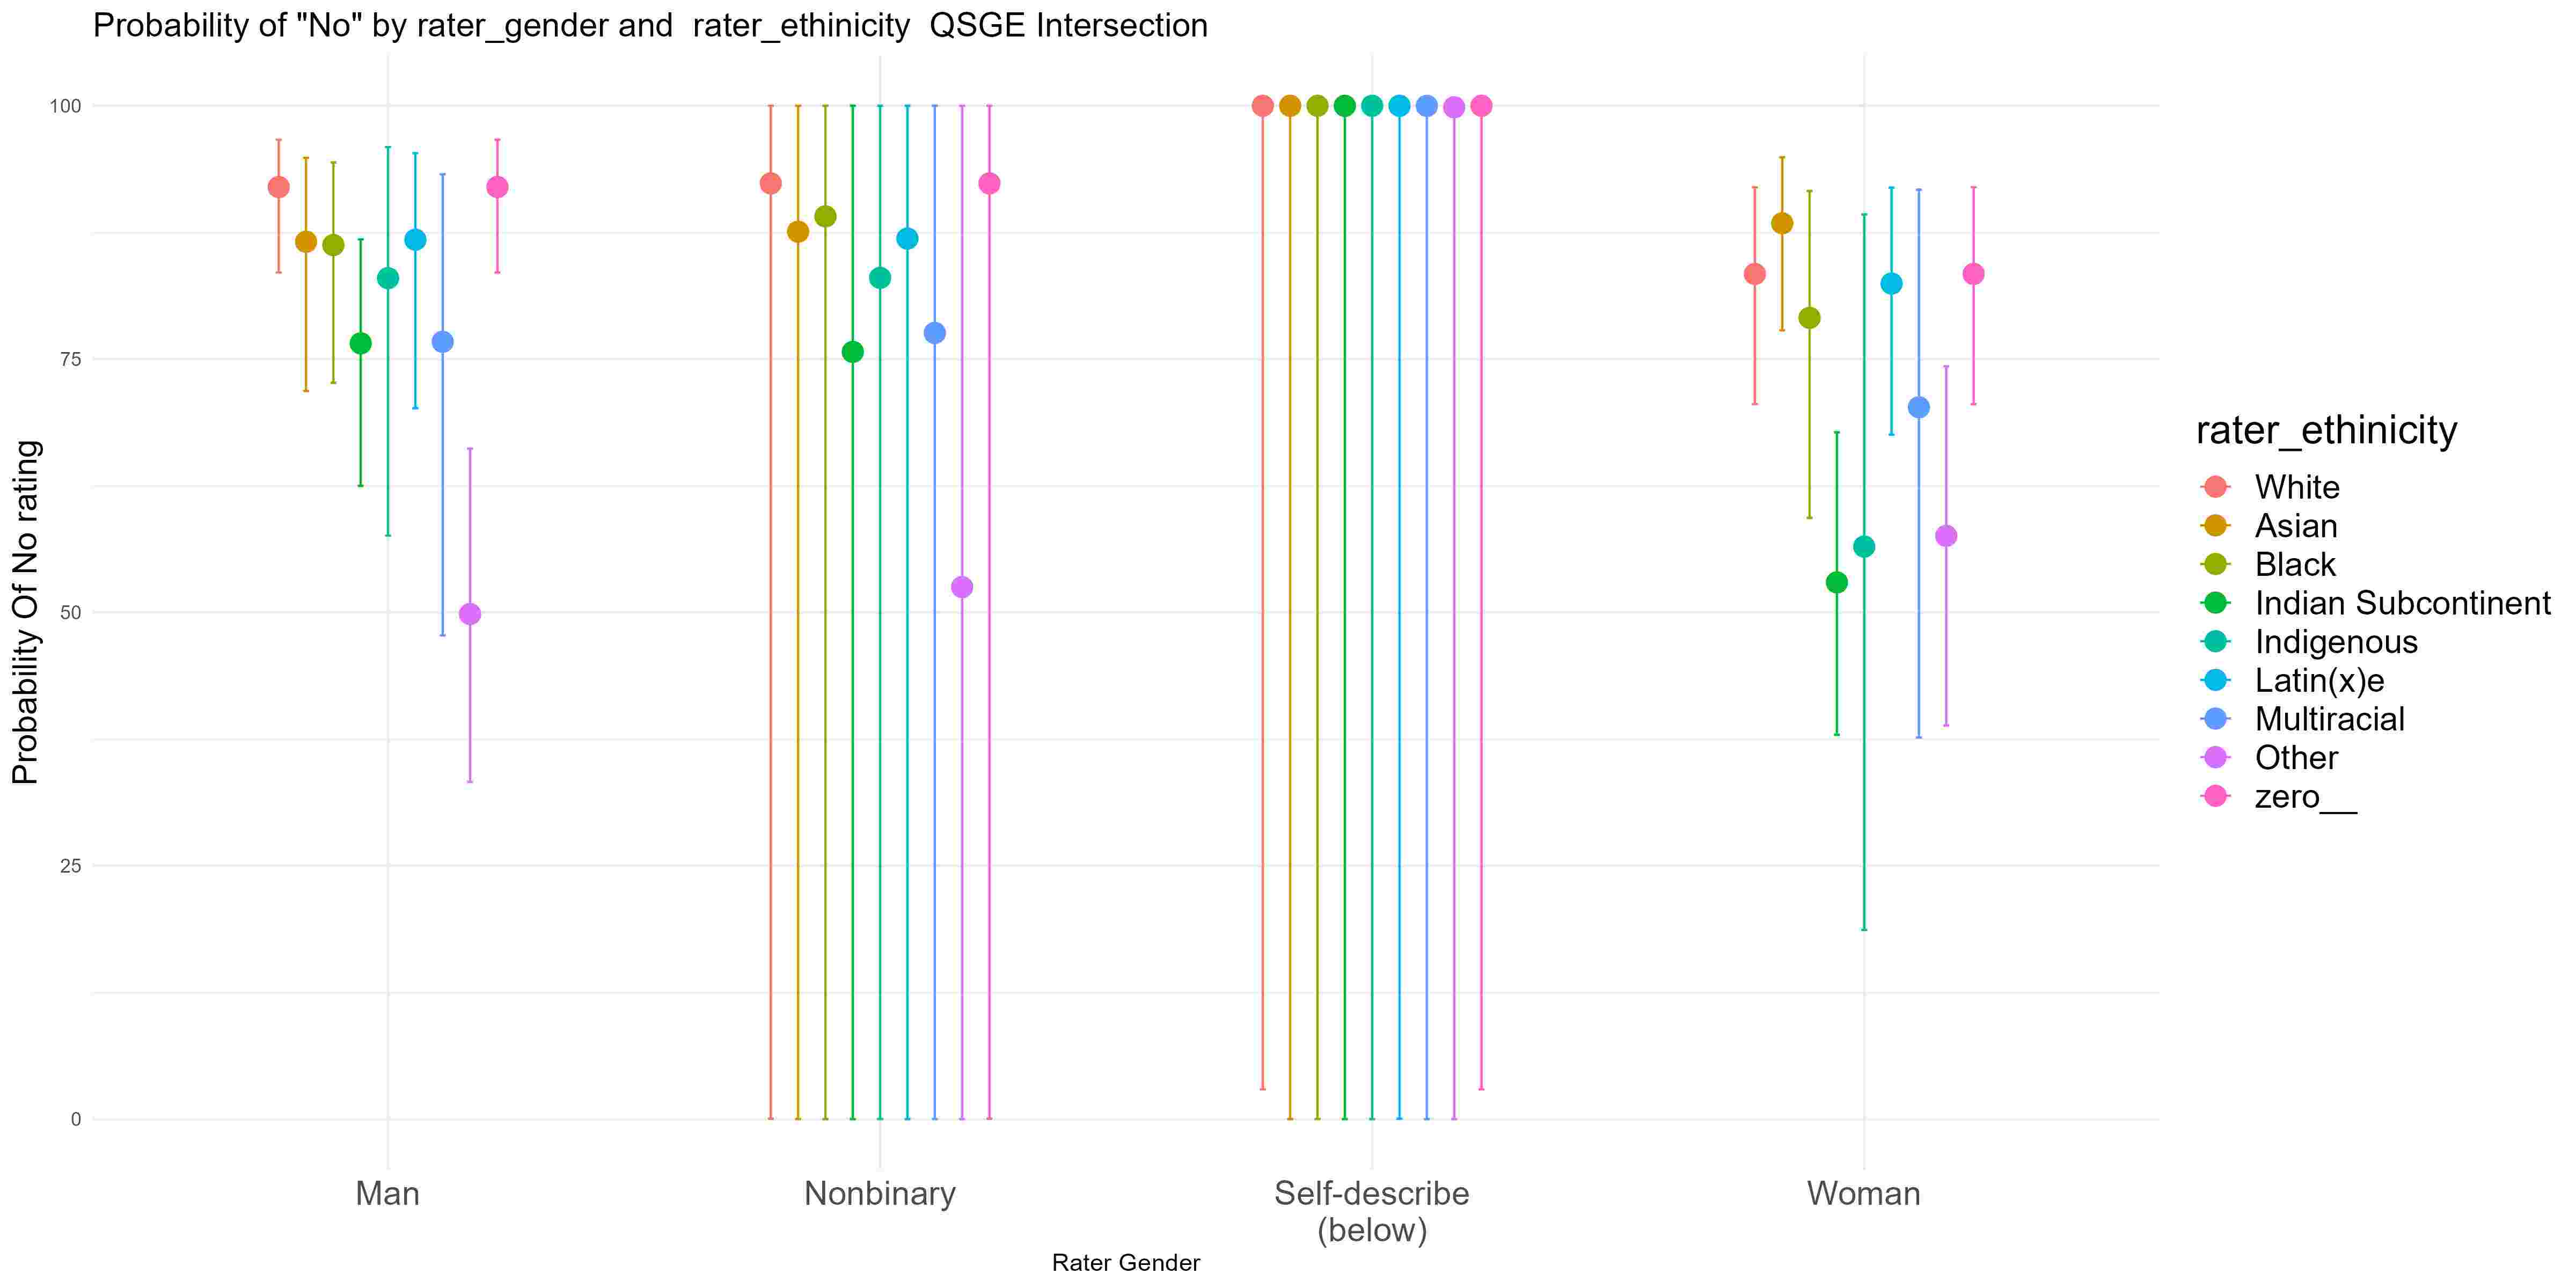 Probability of "No" by rater_gender and  rater_ethinicity  QSGE Intersection
Probability Of No rating
100
75
50
25
0
Man
Nonbinary
Self-describe
(below)
Woman
Rater Gender
rater_ethinicity
White
Asian
Black
Indian Subcontinent
Indigenous
Latin(x)e
Multiracial
Other
zero__